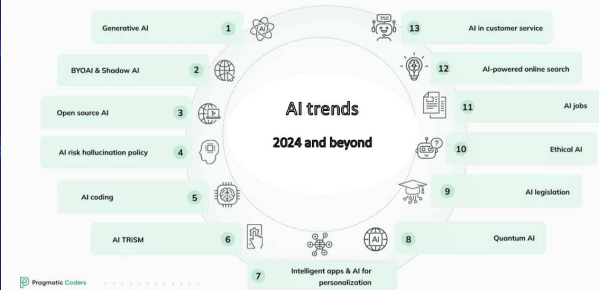 Generative AI
1
BYOAI & Shadow AI
2
Open source AI
3
AI risk hallucination policy
4
AI coding
5
AI TRiSM
6
7
Intelligent apps & AI for
personalization
8
Quantum AI
9
AI legislation
10
Ethical AI
11
AI jobs
12
AI-powered online search
13
AI in customer service
AI trends
2024 and beyond
AI
AI
Pragmatic Coders